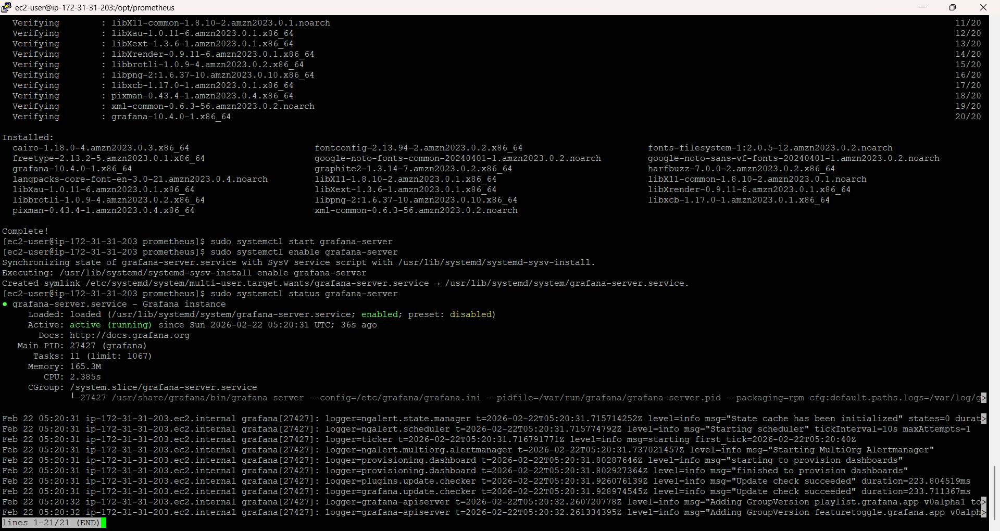 ec2-user@ip-172-31-31-203:/opt/prometheus
Verifying : libX11-common-1.8.10-2.amzn2023.0.1.noarch 11/20
Verifying : libXau-1.0.11-6.amzn2023.0.1.x86_64 12/20
Verifying : libXext-1.3.6-1.amzn2023.0.1.x86_64 13/20
Verifying : libXrender-0.9.11-6.amzn2023.0.1.x86_64 14/20
Verifying : libbrotli-1.0.9-4.amzn2023.0.2.x86_64 15/20
Verifying : libpng-2:1.6.37-10.amzn2023.0.10.x86_64 16/20
Verifying : libxcb-1.17.0-1.amzn2023.0.1.x86_64 17/20
Verifying : pixman-0.43.4-1.amzn2023.0.4.x86_64 18/20
Verifying : xml-common-0.6.3-56.amzn2023.0.2.noarch 19/20
Verifying : grafana-10.4.0-1.x86_64 20/20
Installed:
cairo-1.18.0-4.amzn2023.0.3.x86_64 fontconfig-2.13.94-2.amzn2023.0.2.x86_64 fonts-filesystem-1:2.0.5-12.amzn2023.0.2.noarch
freetype-2.13.2-5.amzn2023.0.1.x86_64 google-noto-fonts-common-20240401-1.amzn2023.0.2.noarch google-noto-sans-vf-fonts-20240401-1.amzn2023.0.2.noarch
grafana-10.4.0-1.x86_64 graphite2-1.3.14-7.amzn2023.0.2.x86_64 harfbuzz-7.0.0-2.amzn2023.0.2.x86_64
langpacks-core-font-en-3.0-21.amzn2023.0.4.noarch libX11-1.8.10-2.amzn2023.0.1.x86_64 libX11-common-1.8.10-2.amzn2023.0.1.noarch
libXau-1.0.11-6.amzn2023.0.1.x86_64 libXext-1.3.6-1.amzn2023.0.1.x86_64 libXrender-0.9.11-6.amzn2023.0.1.x86_64
libbrotli-1.0.9-4.amzn2023.0.2.x86_64 libpng-2:1.6.37-10.amzn2023.0.10.x86_64 libxcb-1.17.0-1.amzn2023.0.1.x86_64
pixman-0.43.4-1.amzn2023.0.4.x86_64 xml-common-0.6.3-56.amzn2023.0.2.noarch
Complete!
[ec2-user@ip-172-31-31-203 prometheus]$ sudo systemctl start grafana-server
[ec2-user@ip-172-31-31-203 prometheus]$ sudo systemctl enable grafana-server
Synchronizing state of grafana-server.service with SysV service script with /usr/lib/systemd/systemd-sysv-install.
Executing: /usr/lib/systemd/systemd-sysv-install enable grafana-server
Created symlink /etc/systemd/system/multi-user.target.wants/grafana-server.service → /usr/lib/systemd/system/grafana-server.service.
[ec2-user@ip-172-31-31-203 prometheus]$ sudo systemctl status grafana-server
● grafana-server.service - Grafana instance
Loaded: loaded (/usr/lib/systemd/system/grafana-server.service; enabled; preset: disabled)
Active: active (running) since Sun 2026-02-22 05:20:31 UTC; 36s ago
Docs: http://docs.grafana.org
Main PID: 27427 (grafana)
Tasks: 11 (limit: 1067)
Memory: 165.3M
CPU: 2.385s
CGroup: /system.slice/grafana-server.service
└─27427 /usr/share/grafana/bin/grafana server --config=/etc/grafana/grafana.ini --pidfile=/var/run/grafana/grafana-server.pid --packaging=rpm cfg:default.paths.logs=/var/log/g>
Feb 22 05:20:31 ip-172-31-31-203.ec2.internal grafana[27427]: logger=ngalert.state.manager t=2026-02-22T05:20:31.715714252Z level=info msg="State cache has been initialized" states=0 durat>
Feb 22 05:20:31 ip-172-31-31-203.ec2.internal grafana[27427]: logger=ngalert.scheduler t=2026-02-22T05:20:31.715774792Z level=info msg="Starting scheduler" tickInterval=10s maxAttempts=1
Feb 22 05:20:31 ip-172-31-31-203.ec2.internal grafana[27427]: logger=ticker t=2026-02-22T05:20:31.716791771Z level=info msg=starting first_tick=2026-02-22T05:20:40Z
Feb 22 05:20:31 ip-172-31-31-203.ec2.internal grafana[27427]: logger=ngalert.multiorg.alertmanager t=2026-02-22T05:20:31.737021457Z level=info msg="Starting MultiOrg Alertmanager"
Feb 22 05:20:31 ip-172-31-31-203.ec2.internal grafana[27427]: logger=provisioning.dashboard t=2026-02-22T05:20:31.80287646Z level=info msg="starting to provision dashboards"
Feb 22 05:20:31 ip-172-31-31-203.ec2.internal grafana[27427]: logger=provisioning.dashboard t=2026-02-22T05:20:31.802927364Z level=info msg="finished to provision dashboards"
Feb 22 05:20:31 ip-172-31-31-203.ec2.internal grafana[27427]: logger=plugins.update.checker t=2026-02-22T05:20:31.926076139Z level=info msg="Update check succeeded" duration=223.804519ms
Feb 22 05:20:31 ip-172-31-31-203.ec2.internal grafana[27427]: logger=grafana.update.checker t=2026-02-22T05:20:31.928974545Z level=info msg="Update check succeeded" duration=233.711367ms
Feb 22 05:20:32 ip-172-31-31-203.ec2.internal grafana[27427]: logger=grafana-apiserver t=2026-02-22T05:20:32.260720778Z level=info msg="Adding GroupVersion playlist.grafana.app v0alpha1 to>
Feb 22 05:20:32 ip-172-31-31-203.ec2.internal grafana[27427]: logger=grafana-apiserver t=2026-02-22T05:20:32.261334395Z level=info msg="Adding GroupVersion featuretoggle.grafana.app v0alph>
lines 1-21/21 (END)